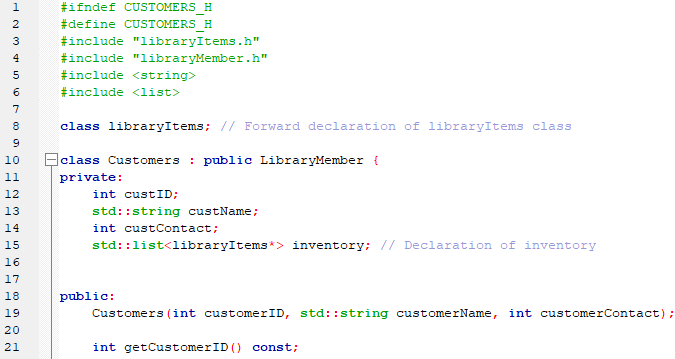 1 #ifndef CUSTOMERS_H
2 #define CUSTOMERS_H
3 #include "libraryItems.h"
4 #include "libraryMember.h"
5 #include <string>
6 #include <list>
7
8 class libraryItems; // Forward declaration of libraryItems class
9
10 class Customers : public LibraryMember {
11 private:
12     int custID;
13     std::string custName;
14     int custContact;
15     std::list<libraryItems*> inventory; // Declaration of inventory
16
17
18 public:
19     Customers(int customerID, std::string customerName, int customerContact);
20
21     int getCustomerID() const;